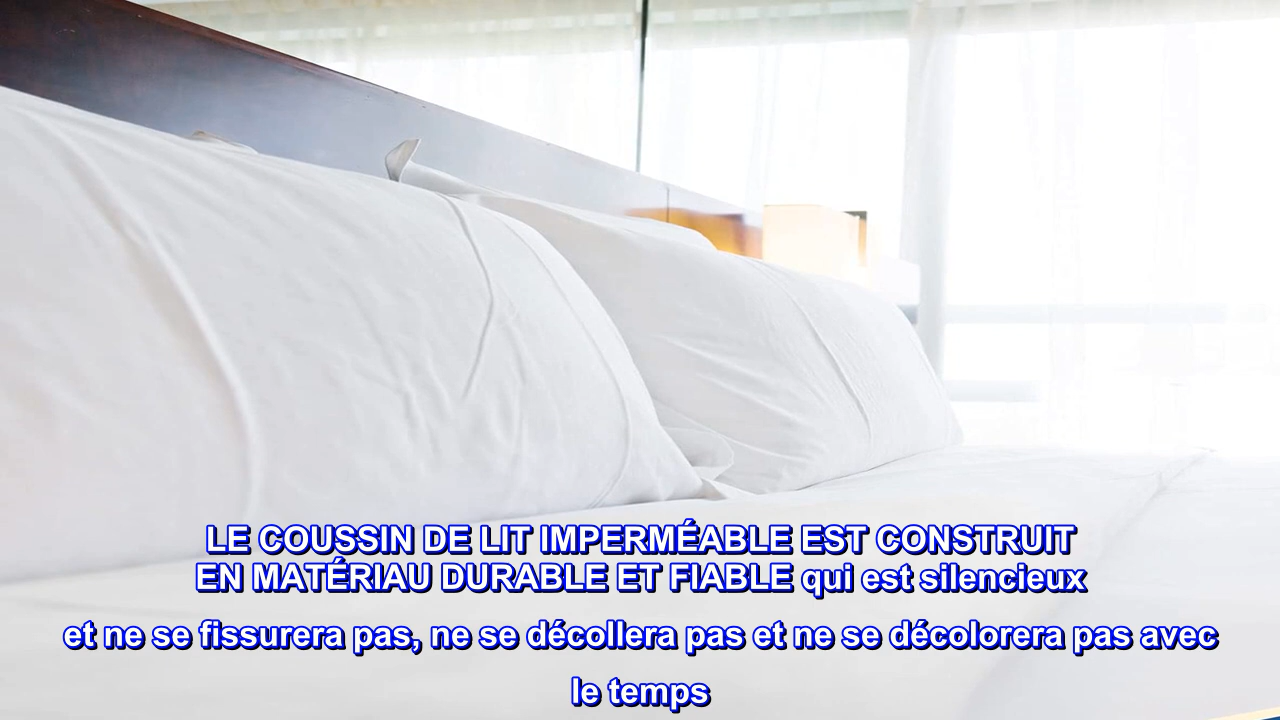 LE COUSSIN DE LIT IMPERMÉABLE EST CONSTRUIT
EN MATÉRIAU DURABLE ET FIABLE qui est silencieux
et ne se fissurera pas, ne se décollera pas et ne se décolorera pas avec
le temps